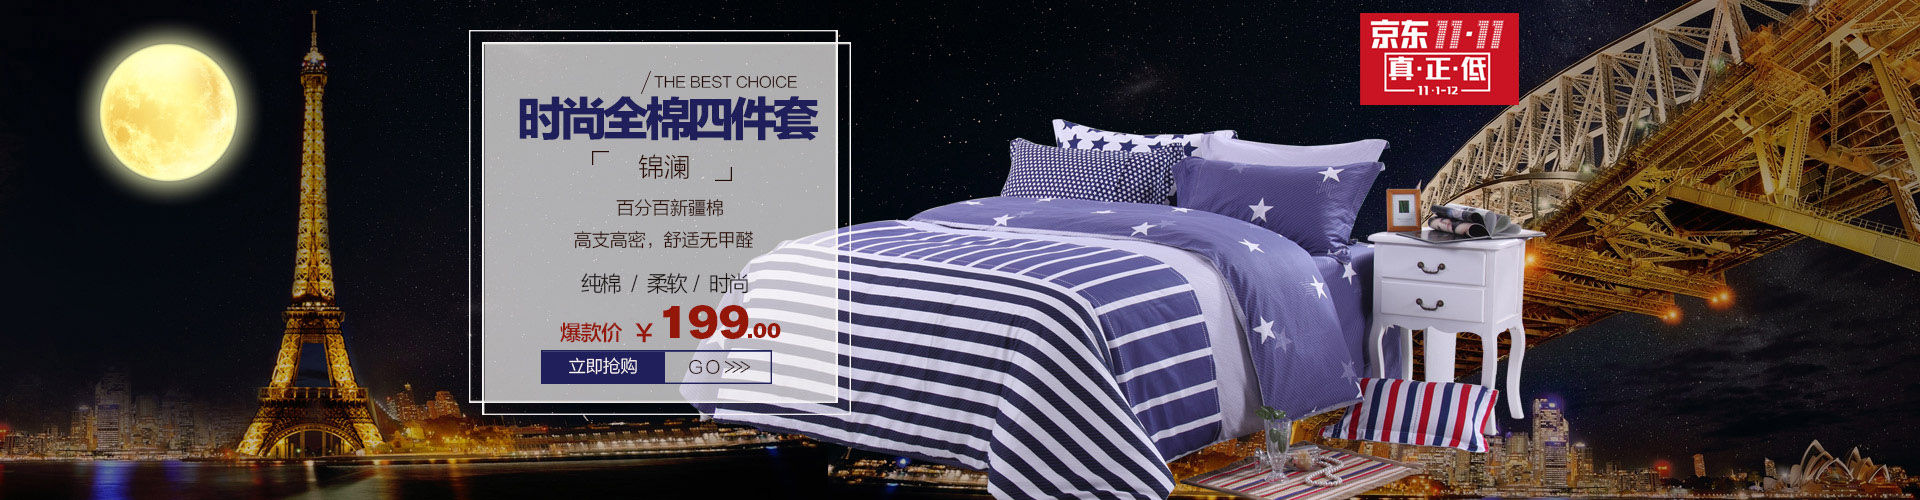 THE BEST CHOICE
时尚全棉四件套
锦澜
百分百新疆棉
高支高密，舒适无甲醛
纯棉 / 柔软 / 时尚
爆款价 ¥ 199.00
立即抢购 GO >>>
京东 11·11
真·正·低
11·1-12